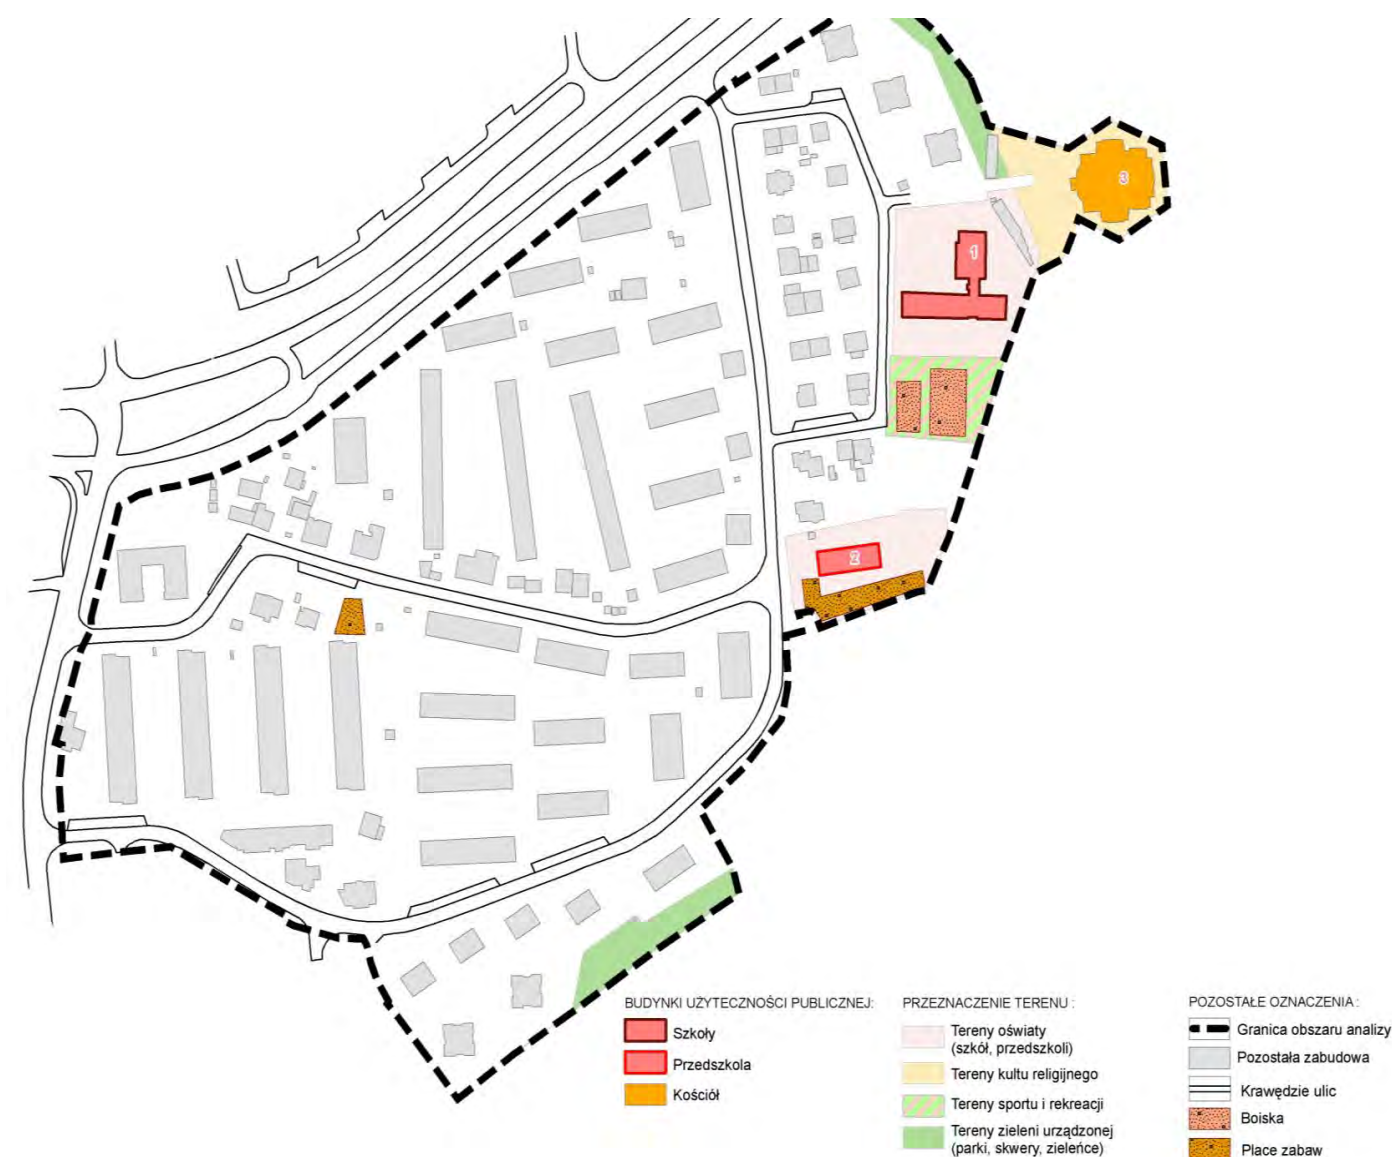 3
1
2
BUDYNKI UŻYTECZNOŚCI PUBLICZNEJ:
Szkoły
Przedszkola
Kościół
PRZEZNACZENIE TERENU :
Tereny oświaty
(szkół, przedszkoli)
Tereny kultu religijnego
Tereny sportu i rekreacji
Tereny zieleni urządzonej
(parki, skwery, zieleńce)
POZOSTAŁE OZNACZENIA :
Granica obszaru analizy
Pozostała zabudowa
Krawędzie ulic
Boiska
Place zabaw